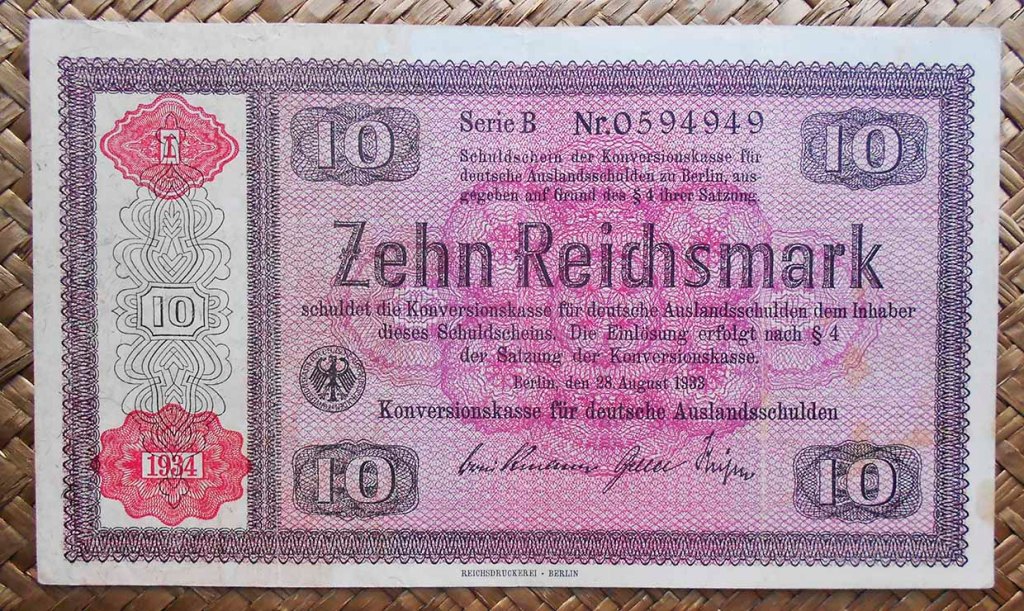 I
10
1934
10
Serie B Nr.0594949
10
Schuldschein der Konversionskasse für
deutsche Auslandsschulden zu Berlin, aus-
gegeben auf Grund des § 4 ihrer Satzung
Zehn Reichsmark
schuldet die Konversionskasse für deutsche Auslandsschulden dem Inhaber
dieses Schuldscheins. Die Einlösung erfolgt nach § 4
der Satzung der Konversionskasse.
Berlin, den 28. August 1933
Konversionskasse für deutsche Auslandsschulden
10
10
REICHSDRUCKEREI · BERLIN